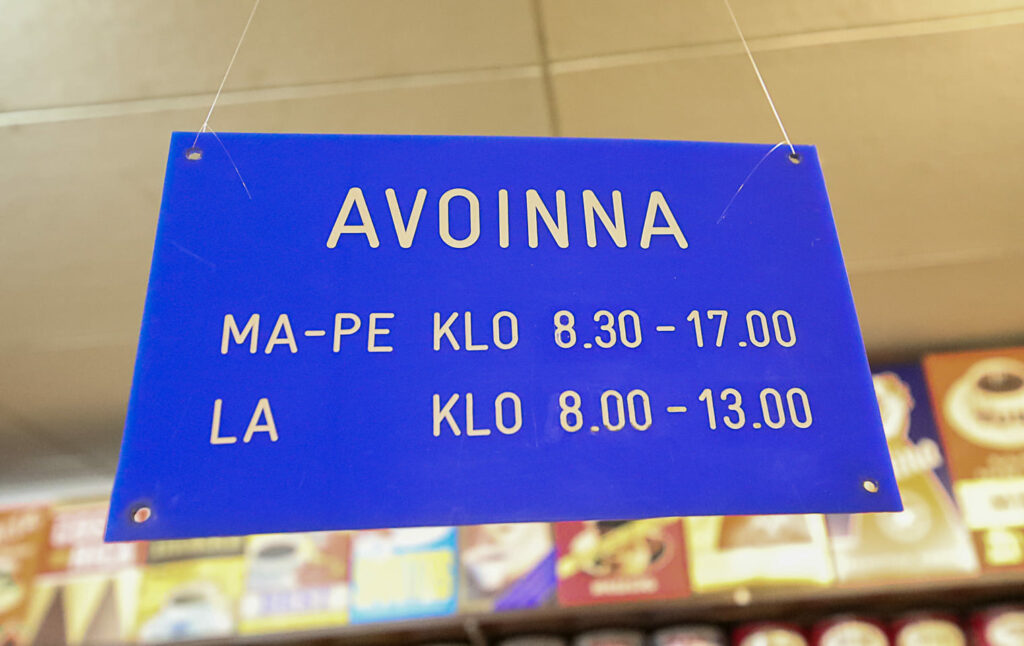 AVOINNA
MA-PE KLO 8.30 - 17.00
LA KLO 8.00 - 13.00